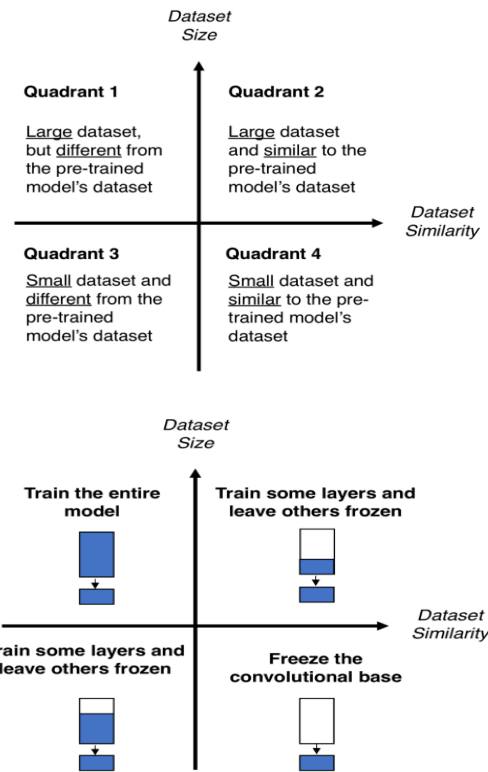 Dataset
Size
Quadrant 1
Quadrant 2
Large dataset,
but different from
the pre-trained
model's dataset
Large dataset
and similar to the
pre-trained
model's dataset
Dataset
Similarity
Quadrant 3
Quadrant 4
Small dataset and
different from the
pre-trained
model's dataset
Small dataset and
similar to the pre-
trained model's
dataset
Dataset
Size
Train the entire
model
Train some layers and
leave others frozen
Dataset
Similarity
rain some layers and
leave others frozen
Freeze the
convolutional base